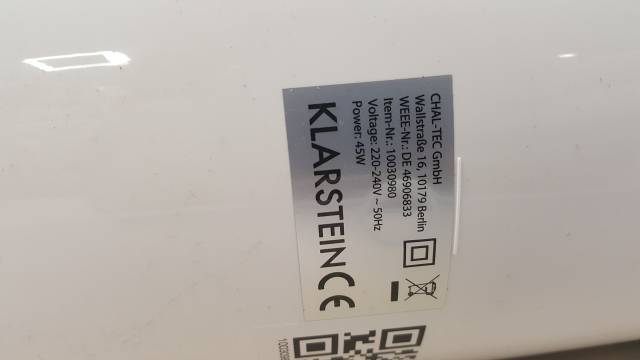 CHAL-TEC GmbH
Wallstraße 16, 10179 Berlin
WEEE-Nr.: DE 46906833
Item-Nr.: 10030980
Voltage: 220-240V ~ 50Hz
Power: 45W
KLARSTEIN CE